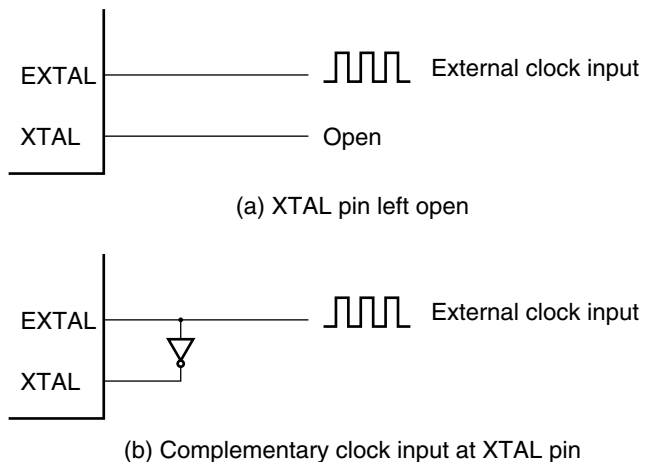 EXTAL External clock input
XTAL Open
(a) XTAL pin left open
EXTAL External clock input
XTAL
(b) Complementary clock input at XTAL pin